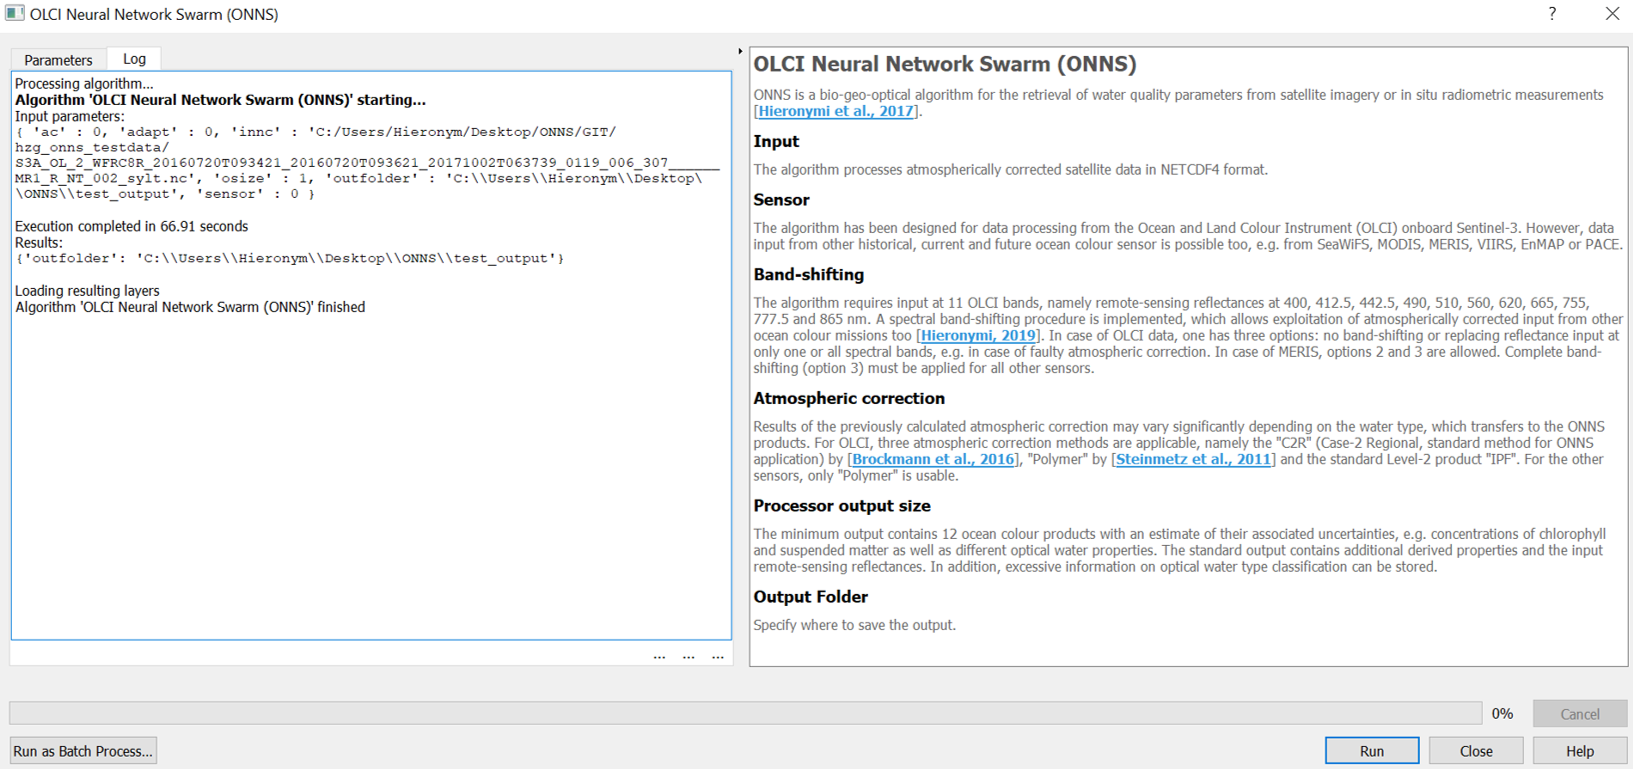 OLCI Neural Network Swarm (ONNS)
?
Parameters
Log
Processing algorithm...
Algorithm 'OLCI Neural Network Swarm (ONNS)' starting...
Input parameters:
{ 'ac' : 0, 'adapt' : 0, 'innc' : 'C:/Users/Hieronym/Desktop/ONNS/GIT/
hzg_onns_testdata/
S3A_OL_2_WFRC8R_20160720T093421_20160720T093621_20171002T063739_0119_006_307______
MR1_R_NT_002_sylt.nc', 'osize' : 1, 'outfolder' : 'C:\\Users\\Hieronym\\Desktop\
\ONNS\\test_output', 'sensor' : 0 }
Execution completed in 66.91 seconds
Results:
{'outfolder': 'C:\\Users\\Hieronym\\Desktop\\ONNS\\test_output'}
Loading resulting layers
Algorithm 'OLCI Neural Network Swarm (ONNS)' finished
... ... ...
OLCI Neural Network Swarm (ONNS)
ONNS is a bio-geo-optical algorithm for the retrieval of water quality parameters from satellite imagery or in situ radiometric measurements
[Hieronymi et al., 2017].
Input
The algorithm processes atmospherically corrected satellite data in NETCDF4 format.
Sensor
The algorithm has been designed for data processing from the Ocean and Land Colour Instrument (OLCI) onboard Sentinel-3. However, data
input from other historical, current and future ocean colour sensor is possible too, e.g. from SeaWiFS, MODIS, MERIS, VIIRS, EnMAP or PACE.
Band-shifting
The algorithm requires input at 11 OLCI bands, namely remote-sensing reflectances at 400, 412.5, 442.5, 490, 510, 560, 620, 665, 755,
777.5 and 865 nm. A spectral band-shifting procedure is implemented, which allows exploitation of atmospherically corrected input from other
ocean colour missions too [Hieronymi, 2019]. In case of OLCI data, one has three options: no band-shifting or replacing reflectance input at
only one or all spectral bands, e.g. in case of faulty atmospheric correction. In case of MERIS, options 2 and 3 are allowed. Complete band-
shifting (option 3) must be applied for all other sensors.
Atmospheric correction
Results of the previously calculated atmospheric correction may vary significantly depending on the water type, which transfers to the ONNS
products. For OLCI, three atmospheric correction methods are applicable, namely the "C2R" (Case-2 Regional, standard method for ONNS
application) by [Brockmann et al., 2016], "Polymer" by [Steinmetz et al., 2011] and the standard Level-2 product "IPF". For the other
sensors, only "Polymer" is usable.
Processor output size
The minimum output contains 12 ocean colour products with an estimate of their associated uncertainties, e.g. concentrations of chlorophyll
and suspended matter as well as different optical water properties. The standard output contains additional derived properties and the input
remote-sensing reflectances. In addition, excessive information on optical water type classification can be stored.
Output Folder
Specify where to save the output.
0%
Cancel
Run as Batch Process...
Run
Close
Help